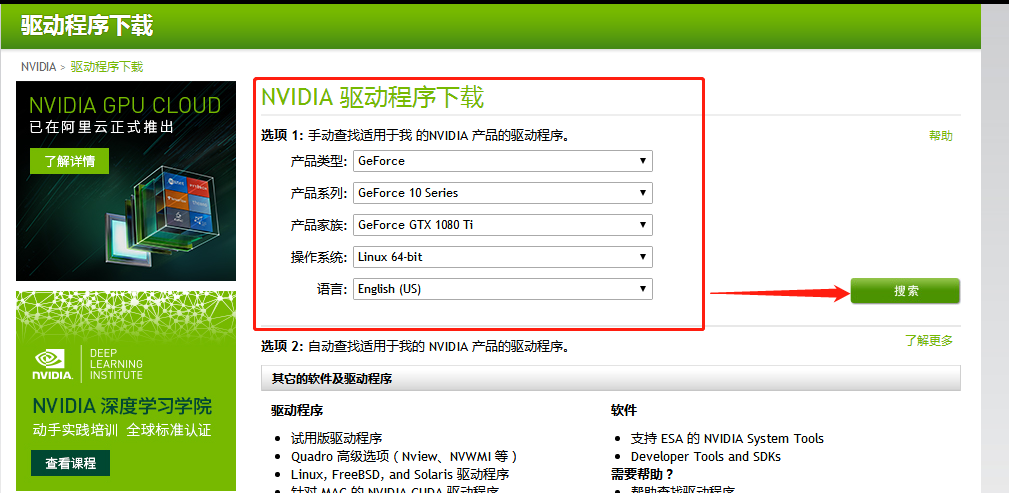 驱动程序下载
NVIDIA > 驱动程序下载
NVIDIA GPU CLOUD
已在阿里云正式推出
了解详情
NVIDIA 驱动程序下载
选项 1: 手动查找适用于我 的NVIDIA 产品的驱动程序。
帮助
产品类型: GeForce
产品系列: GeForce 10 Series
产品家族: GeForce GTX 1080 Ti
操作系统: Linux 64-bit
语言: English (US)
搜索
选项 2: 自动查找适用于我的 NVIDIA 产品的驱动程序。
了解更多
nVIDIA.
DEEP
LEARNING
INSTITUTE
NVIDIA 深度学习学院
动手实践培训 全球标准认证
查看课程
其它的软件及驱动程序
驱动程序
• 试用版驱动程序
• Quadro 高级选项 ( Nview、NVWMI 等 )
• Linux, FreeBSD, and Solaris 驱动程序
• 针对 MAC 的 NVIDIA CUDA 驱动程序
软件
• 支持 ESA 的 NVIDIA System Tools
• Developer Tools and SDKs
需要帮助？
• 帮助查找驱动程序